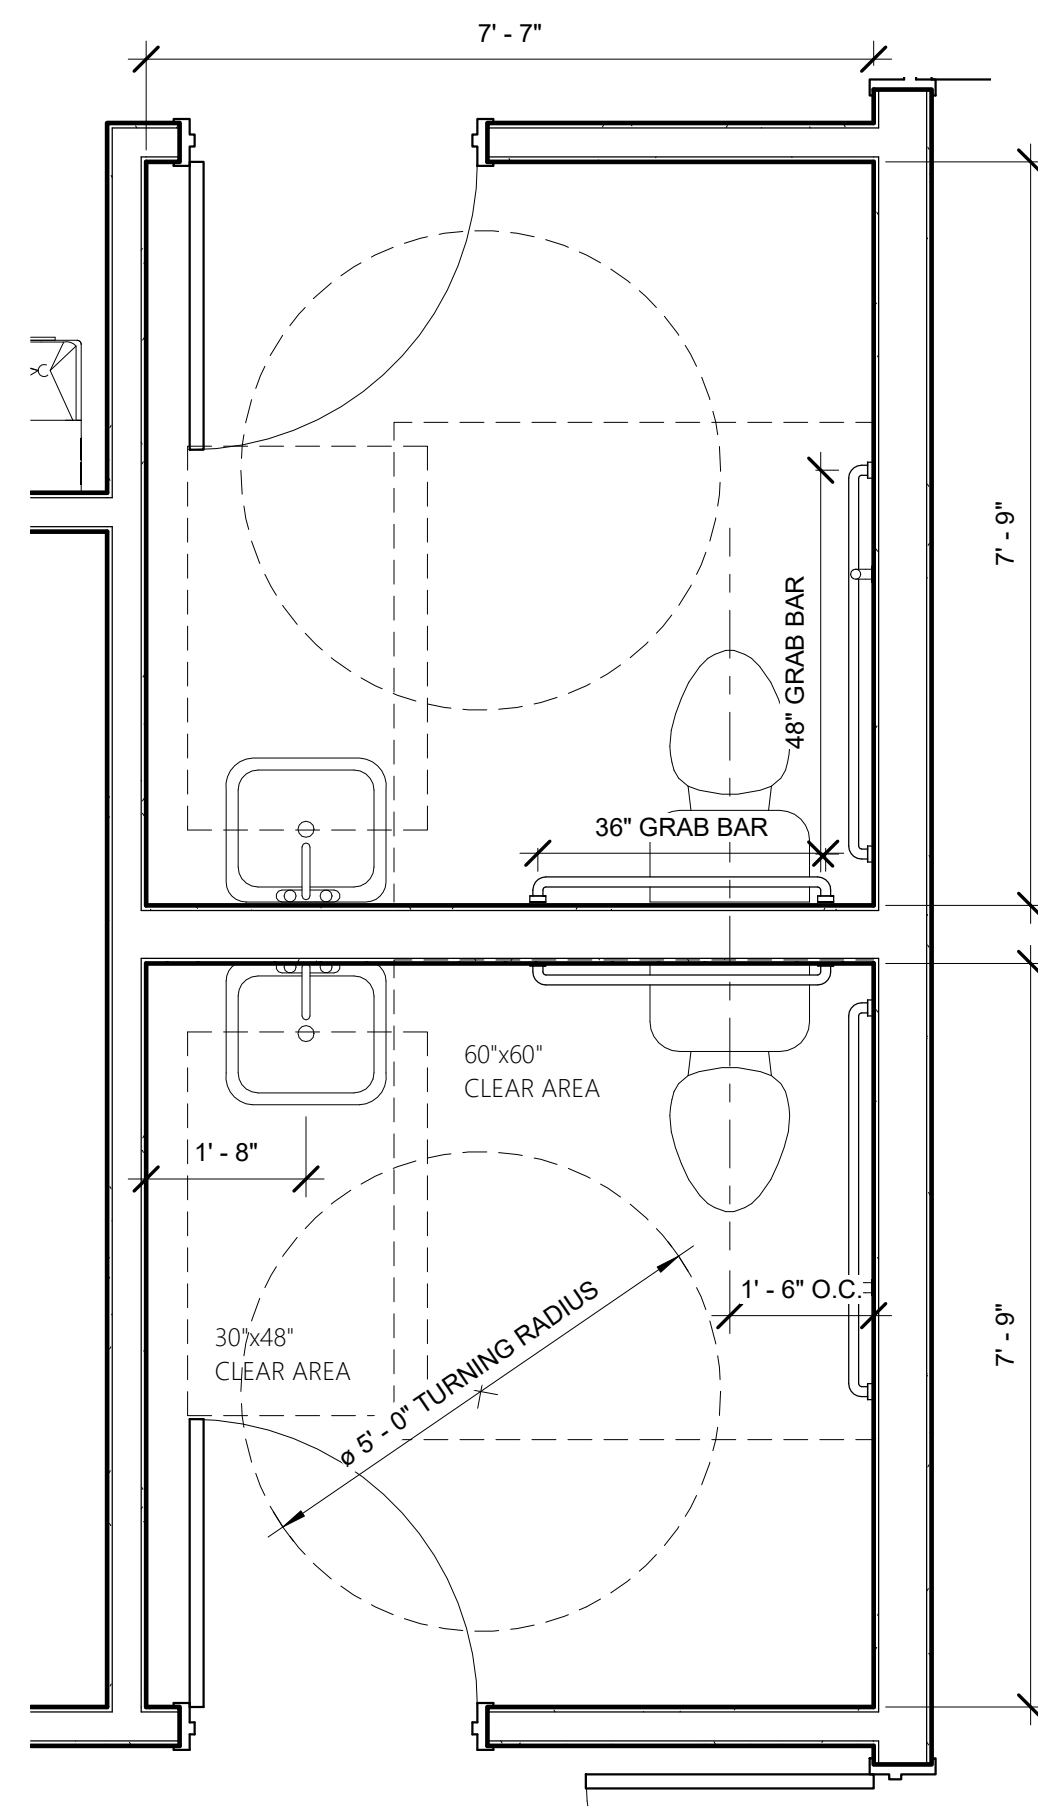 7' - 7"
7' - 9"
48" GRAB BAR
36" GRAB BAR
60"x60"
CLEAR AREA
1' - 8"
1' - 6" O.C.
30"x48"
CLEAR AREA
ø 5' - 0" TURNING RADIUS
7' - 9"